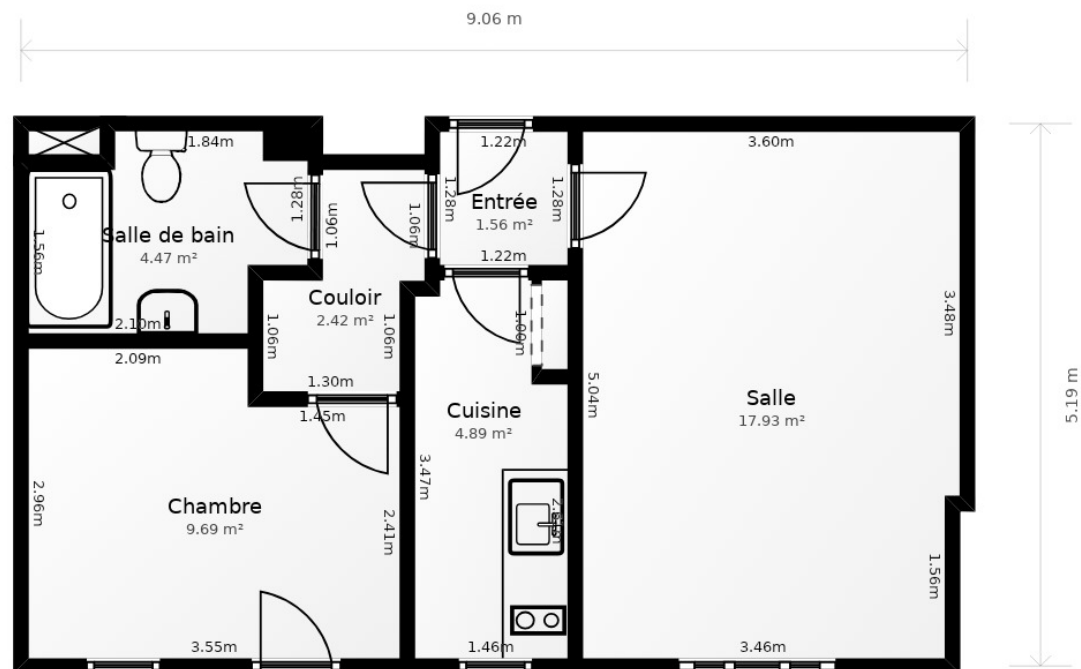 9.06 m
1.84m
1.22m
3.60m
1.28m
1.06m
1.06m
1.28m
Entrée
1.56 m²
1.28m
Salle de bain
4.47 m²
1.56m
1.22m
Couloir
2.42 m²
1.06m
1.06m
1.00m
3.48m
2.10m
2.09m
1.30m
1.45m
Cuisine
4.89 m²
5.04m
Salle
17.93 m²
5.19 m
3.47m
Chambre
9.69 m²
2.96m
2.41m
1.56m
3.55m
1.46m
3.46m